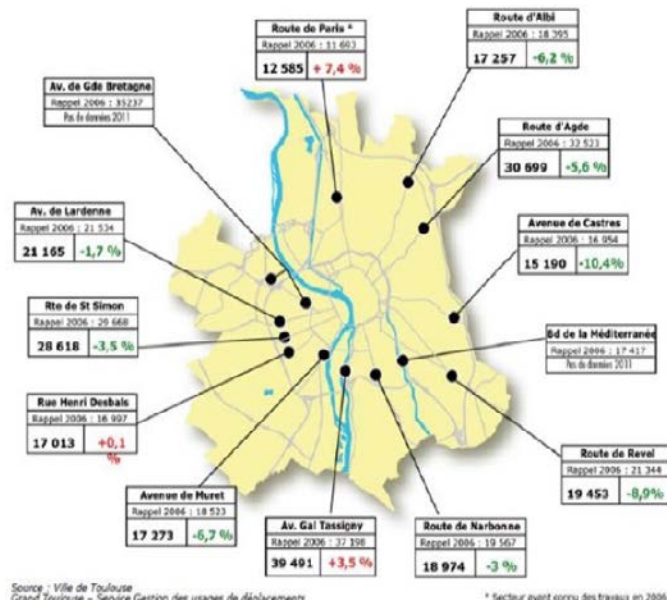 Route de Paris *
Rappel 2006 : 11 693
12 585 + 7,4 %
Route d'Albi
Rappel 2006 : 18 395
17 257 -6,2 %
Av. de Gde Bretagne
Rappel 2006 : 35237
Pas de données 2011
Route d'Agde
Rappel 2006 : 32 523
30 699 -5,6 %
Av. de Lardenne
Rappel 2006 : 21 534
21 165 -1,7 %
Avenue de Castres
Rappel 2006 : 16 954
15 190 -10,4%
Rte de St Simon
Rappel 2006 : 29 668
28 618 -3,5 %
Bd de la Méditerranée
Rappel 2006 : 17 417
Pas de données 2011
Rue Henri Desbals
Rappel 2006 : 16 997
17 013 +0,1
%
Route de Revel
Rappel 2006 : 21 344
19 453 -8,9%
Avenue de Muret
Rappel 2006 : 18 523
17 273 -6,7 %
Av. Gal Tassigny
Rappel 2006 : 37 198
39 491 +3,5 %
Route de Narbonne
Rappel 2006 : 19 567
18 974 -3 %
Source : Ville de Toulouse
Grand Toulouse – Service Gestion des usages de déplacements
* Secteur ayant connu des travaux en 2006